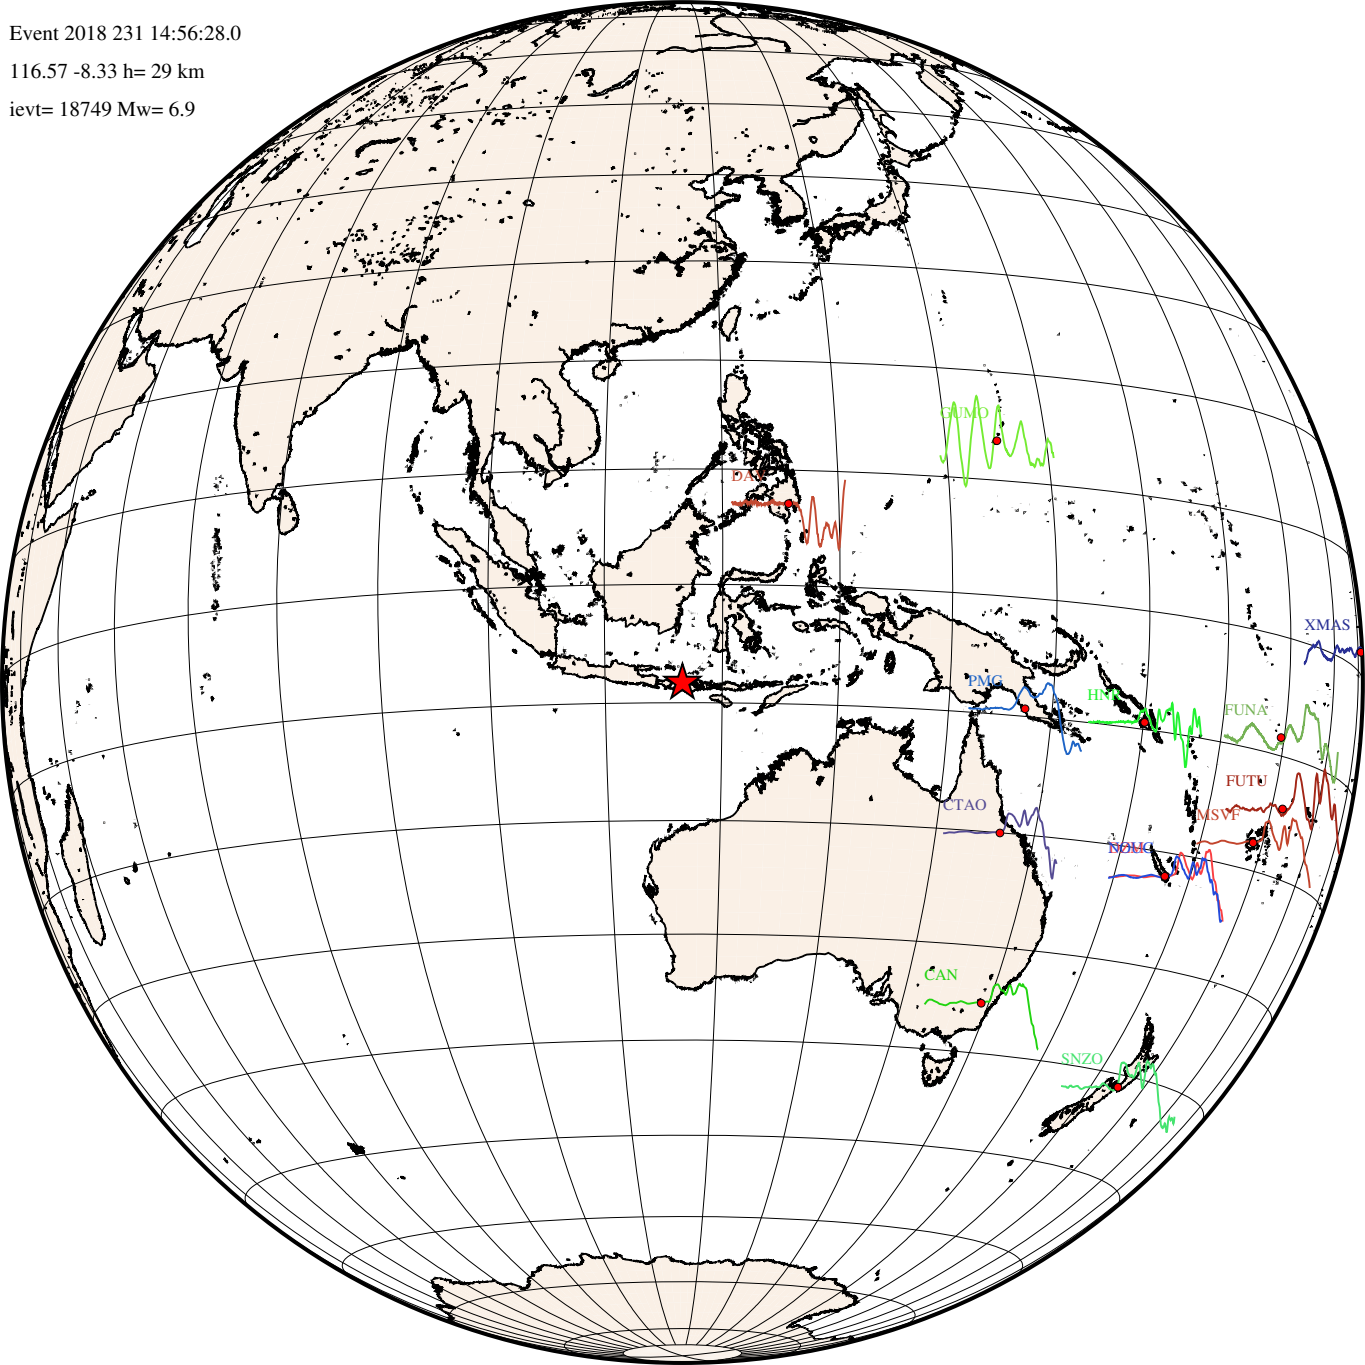 Event 2018 231 14:56:28.0
116.57 -8.33 h= 29 km
ievt= 18749 Mw= 6.9
GUMO
XMAS
PMG
HNR
FUNA
FUTU
CTAO
MSVF
CAN
SNZO